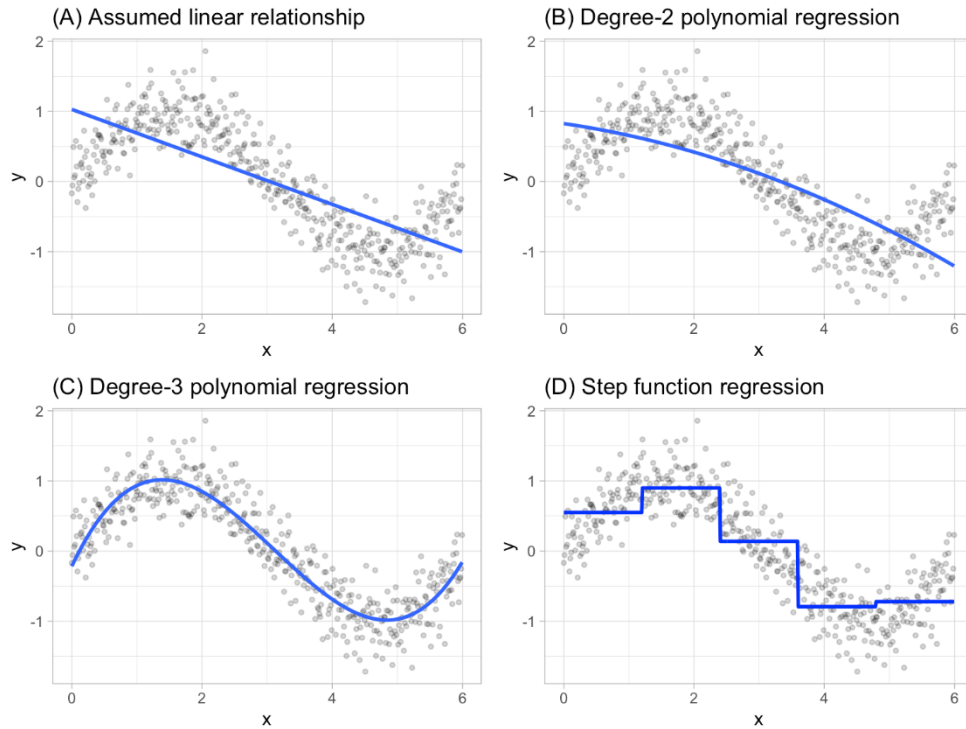 (A) Assumed linear relationship
2
1
0
-1
y
0 2 4 6
x
(B) Degree-2 polynomial regression
2
1
0
-1
y
0 2 4 6
x
(C) Degree-3 polynomial regression
2
1
0
-1
y
0 2 4 6
x
(D) Step function regression
2
1
0
-1
y
0 2 4 6
x